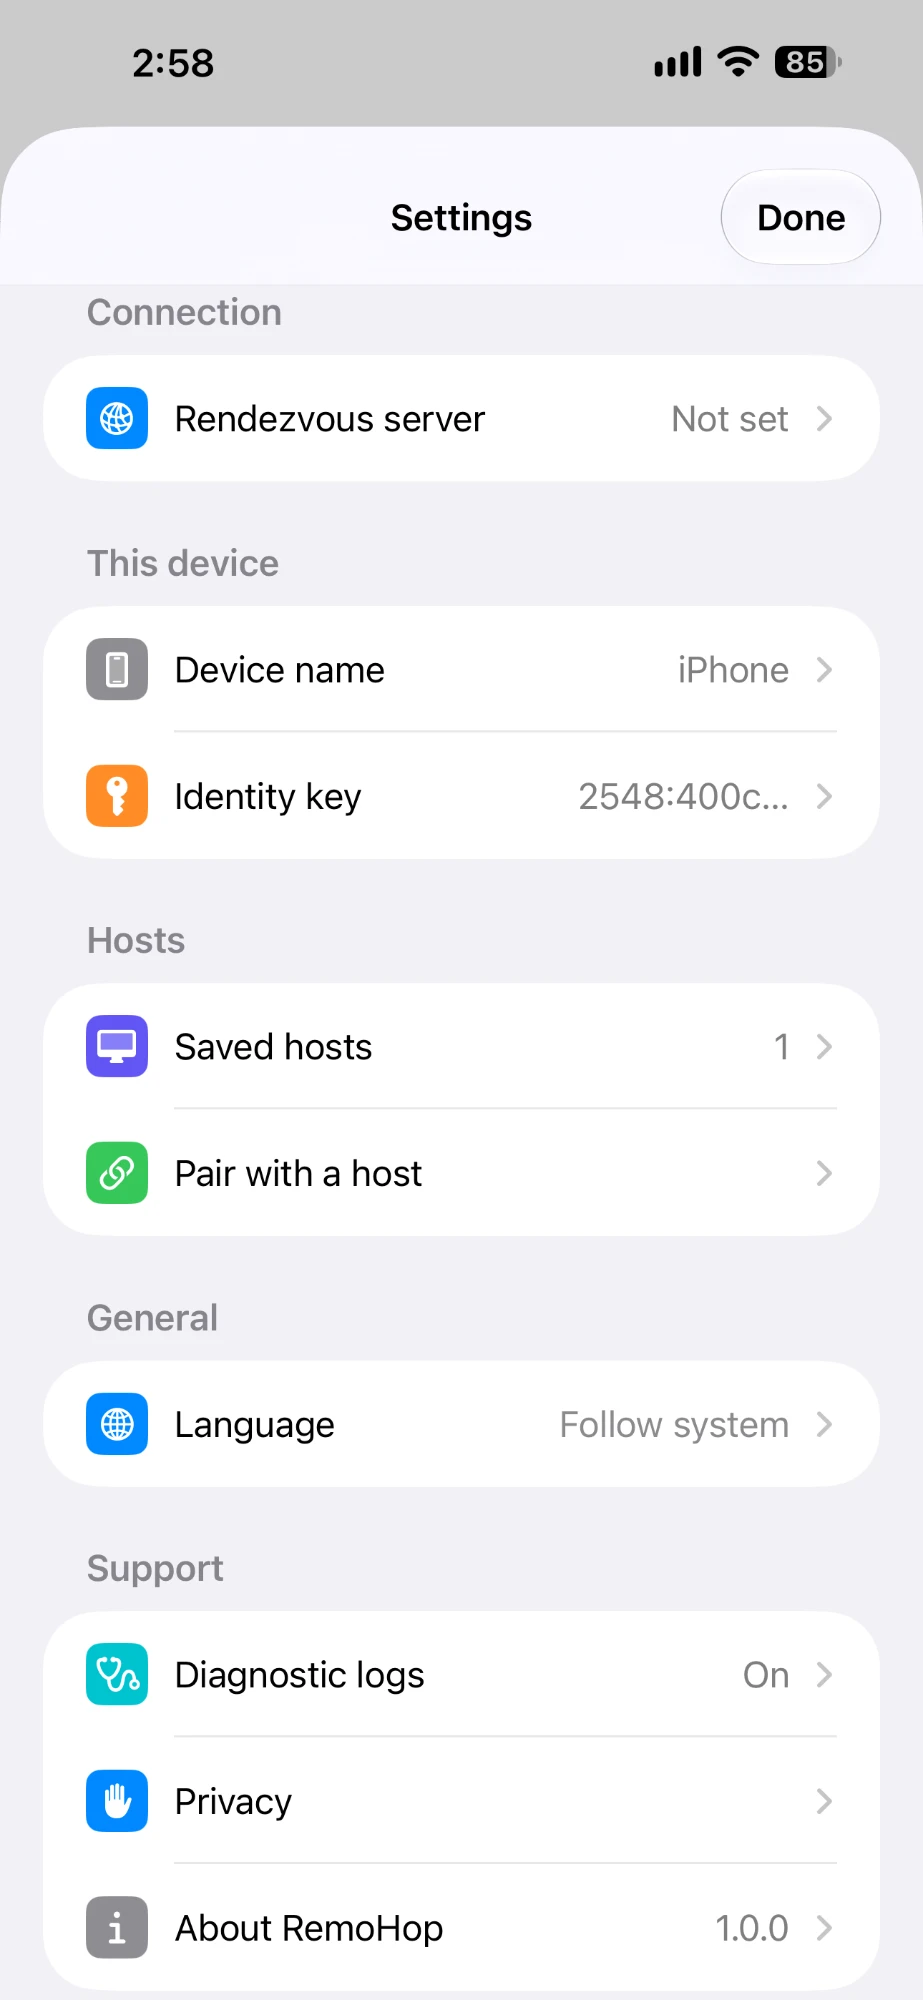 2:58
85
Settings
Done
Connection
Rendezvous server
Not set
This device
Device name
iPhone
Identity key
2548:400c...
Hosts
Saved hosts
1
Pair with a host
General
Language
Follow system
Support
Diagnostic logs
On
Privacy
About RemoHop
1.0.0